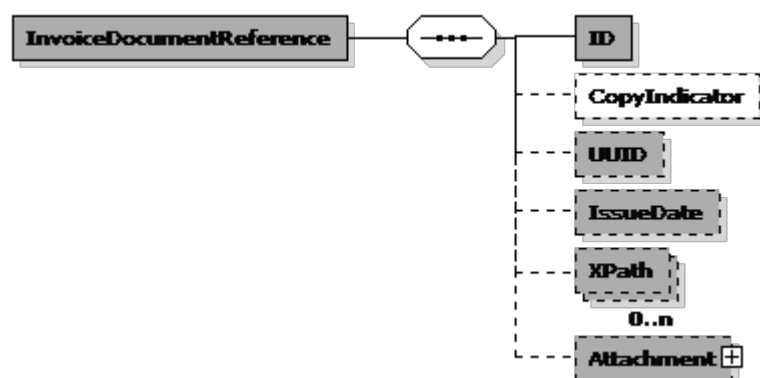 InvoiceDocumentReference
ID
CopyIndicator
UUID
IssueDate
XPath
0..n
Attachment